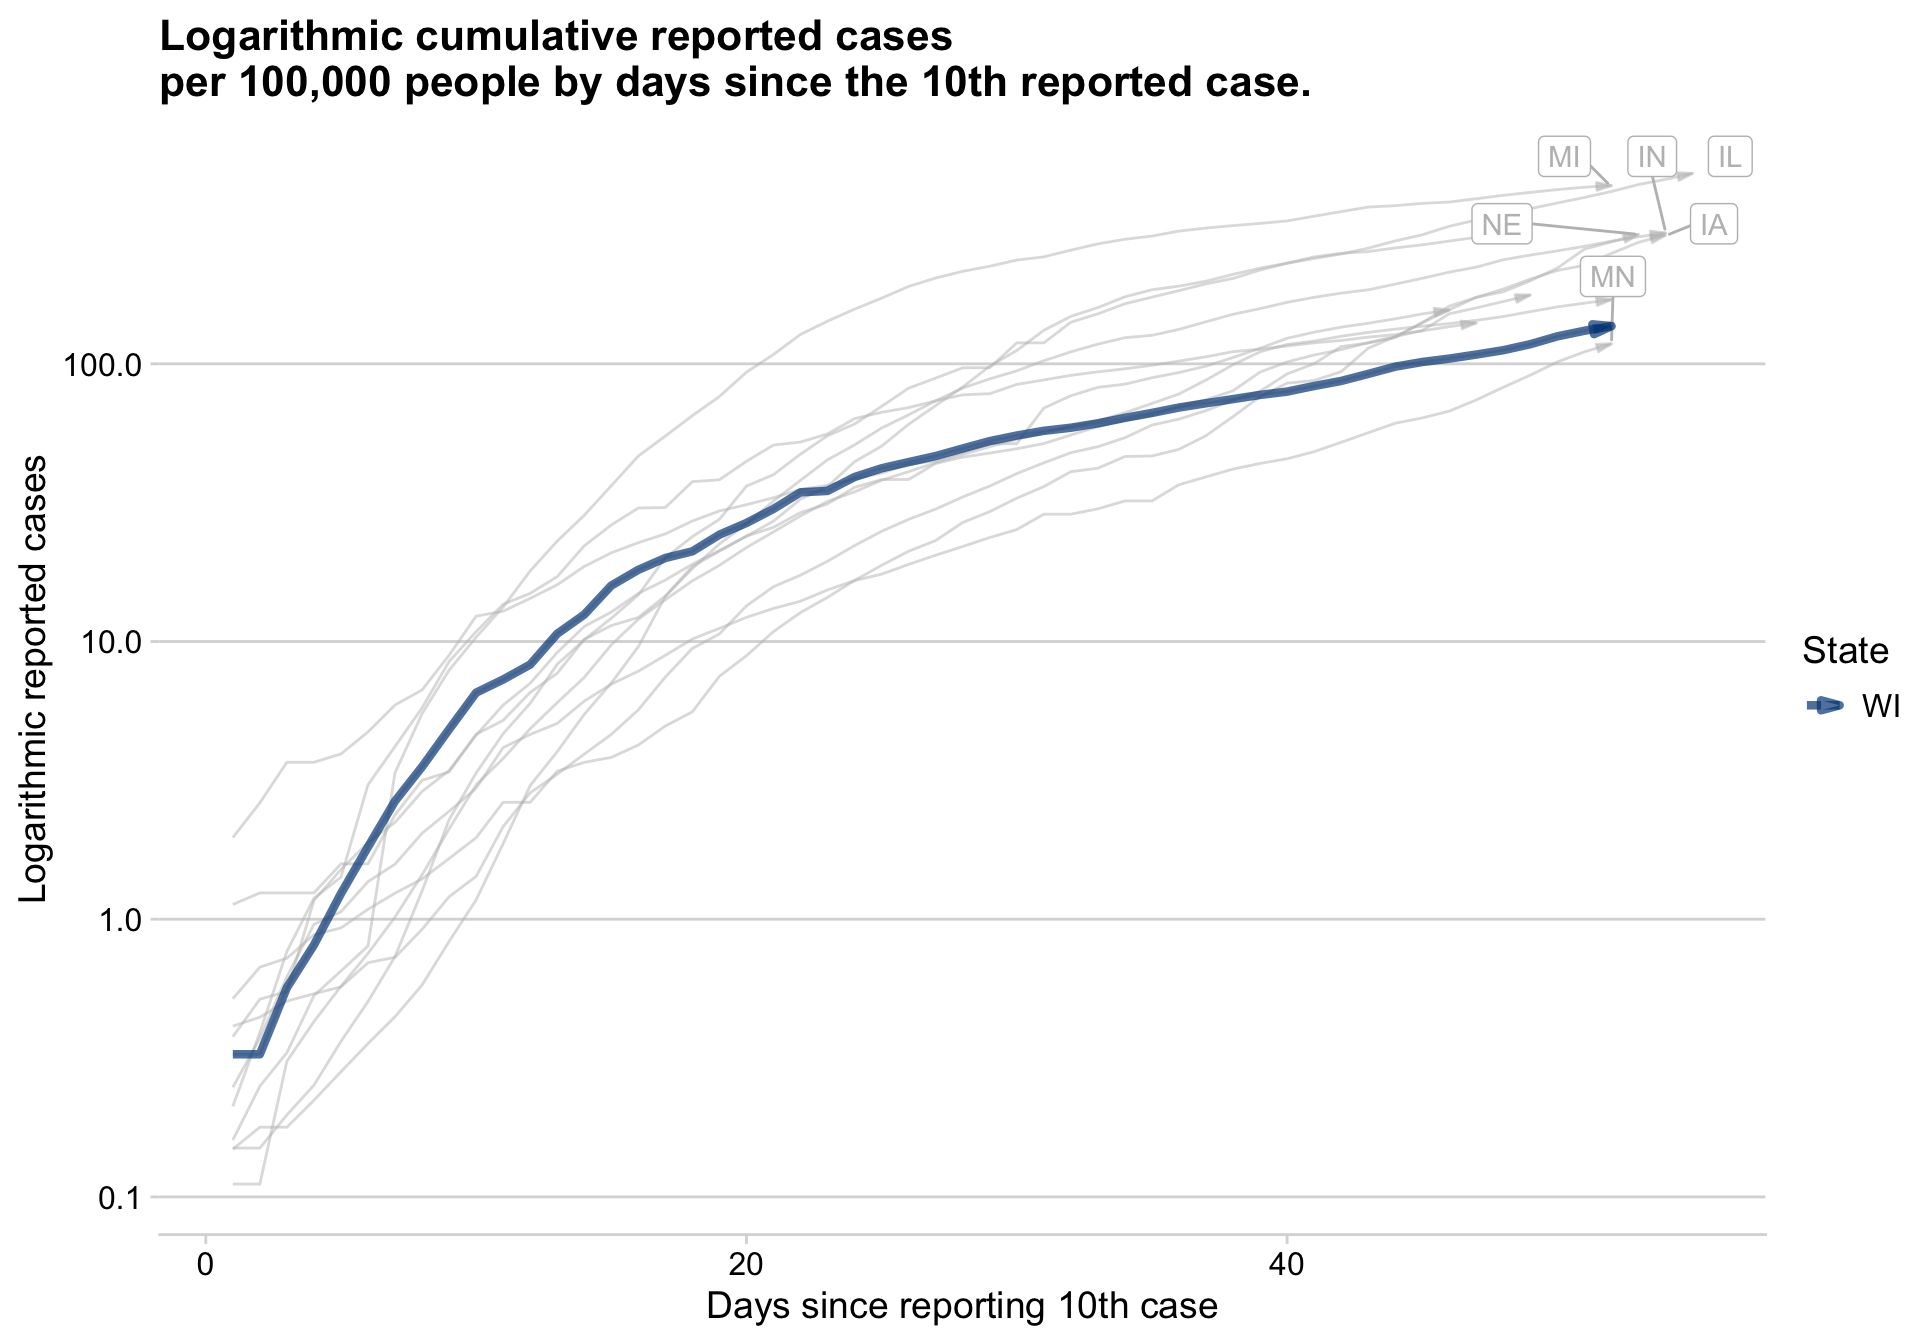 Logarithmic cumulative reported cases
per 100,000 people by days since the 10th reported case.
MI
IN
IL
NE
IA
MN
100.0
10.0
1.0
0.1
Logarithmic reported cases
0
20
40
Days since reporting 10th case
State
WI